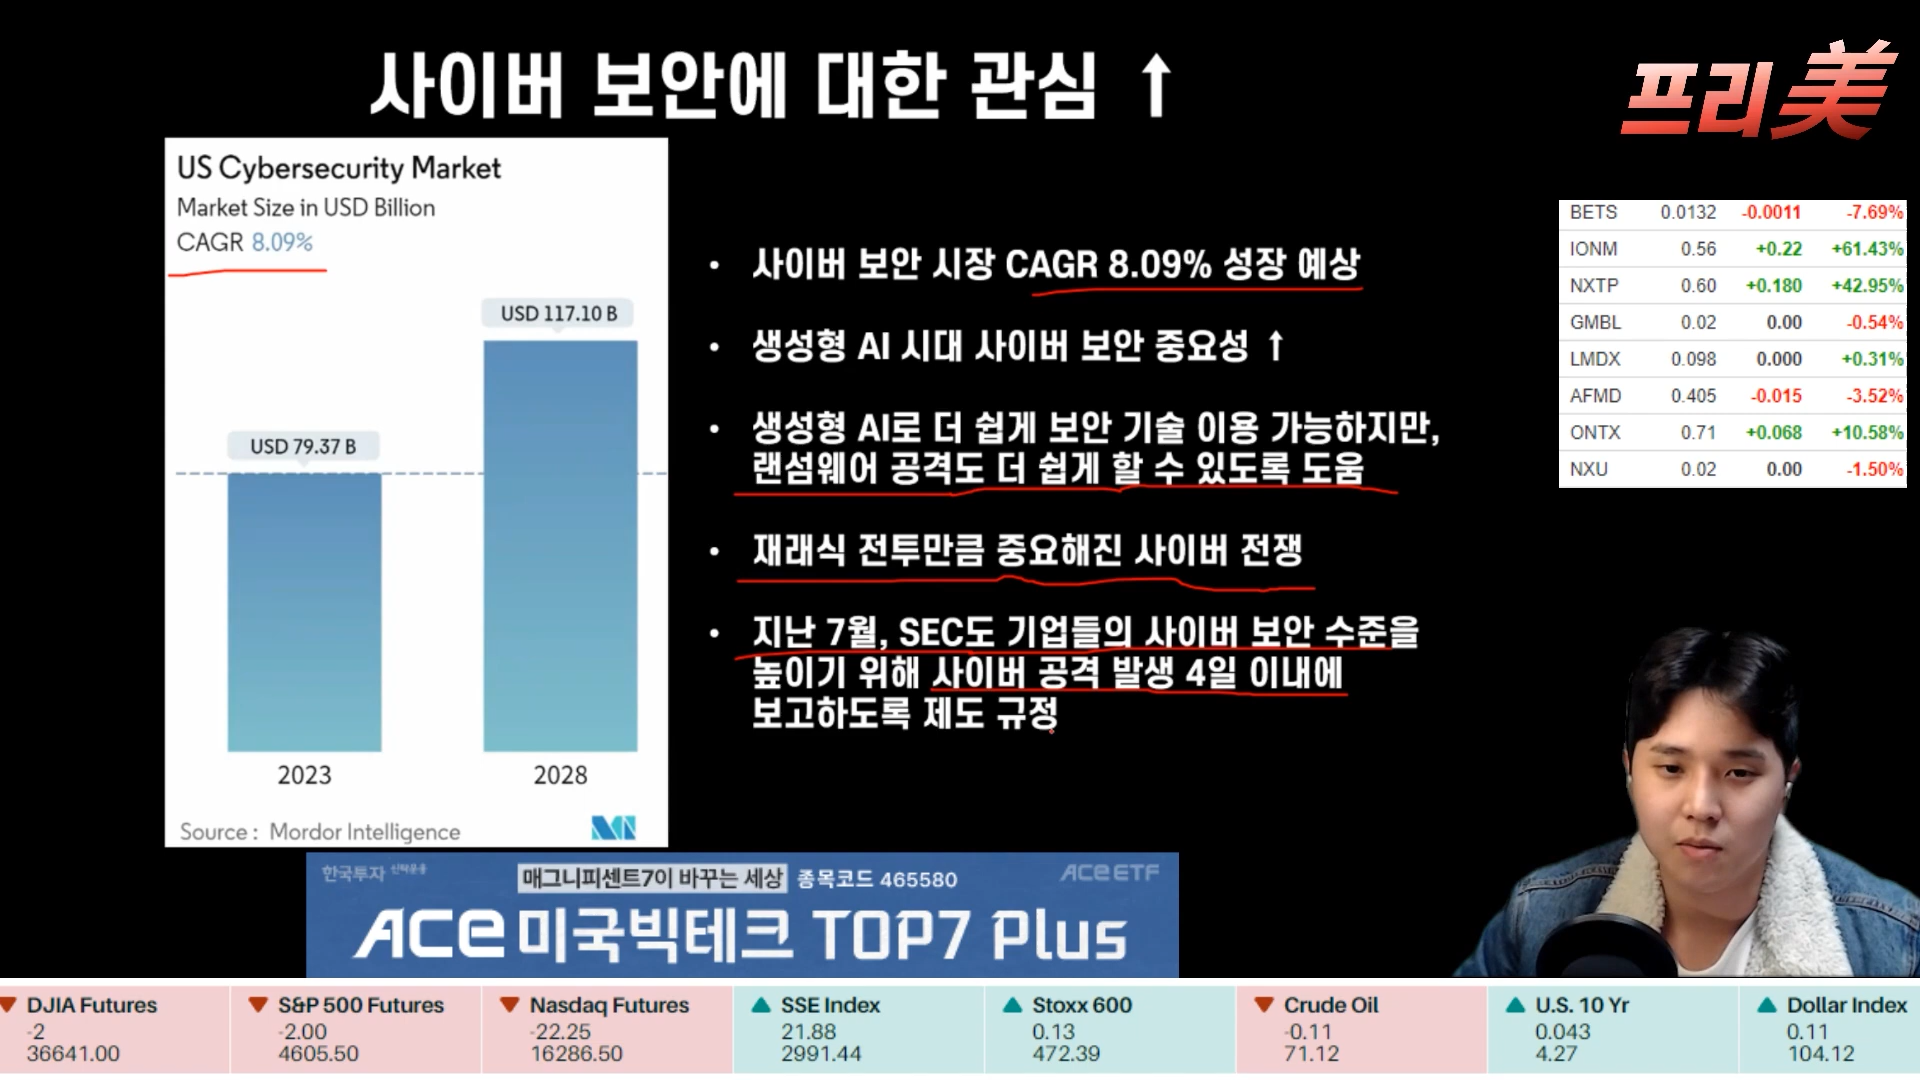 사이버 보안에 대한 관심 ↑
프리美
US Cybersecurity Market
Market Size in USD Billion
CAGR 8.09%
USD 117.10 B
USD 79.37 B
2023 2028
Source : Mordor Intelligence
• 사이버 보안 시장 CAGR 8.09% 성장 예상
• 생성형 AI 시대 사이버 보안 중요성 ↑
• 생성형 AI로 더 쉽게 보안 기술 이용 가능하지만,
랜섬웨어 공격도 더 쉽게 할 수 있도록 도움
• 재래식 전투만큼 중요해진 사이버 전쟁
• 지난 7월, SEC도 기업들의 사이버 보안 수준을
높이기 위해 사이버 공격 발생 4일 이내에
보고하도록 제도 규정
BETS 0.0132 -0.0011 -7.69%
IONM 0.56 +0.22 +61.43%
NXTP 0.60 +0.180 +42.95%
GMBL 0.02 0.00 -0.54%
LMDX 0.098 0.000 +0.31%
AFMD 0.405 -0.015 -3.52%
ONTX 0.71 +0.068 +10.58%
NXU 0.02 0.00 -1.50%
한국투자 신탁운용
매그니피센트7이 바꾸는 세상 종목코드 465580
ACE ETF
ACE 미국빅테크 TOP7 Plus
▼ DJIA Futures
-2
36641.00
▼ S&P 500 Futures
-2.00
4605.50
▼ Nasdaq Futures
-22.25
16286.50
▲ SSE Index
21.88
2991.44
▲ Stoxx 600
0.13
472.39
▼ Crude Oil
-0.11
71.12
▲ U.S. 10 Yr
0.043
4.27
▲ Dollar Index
0.11
104.12